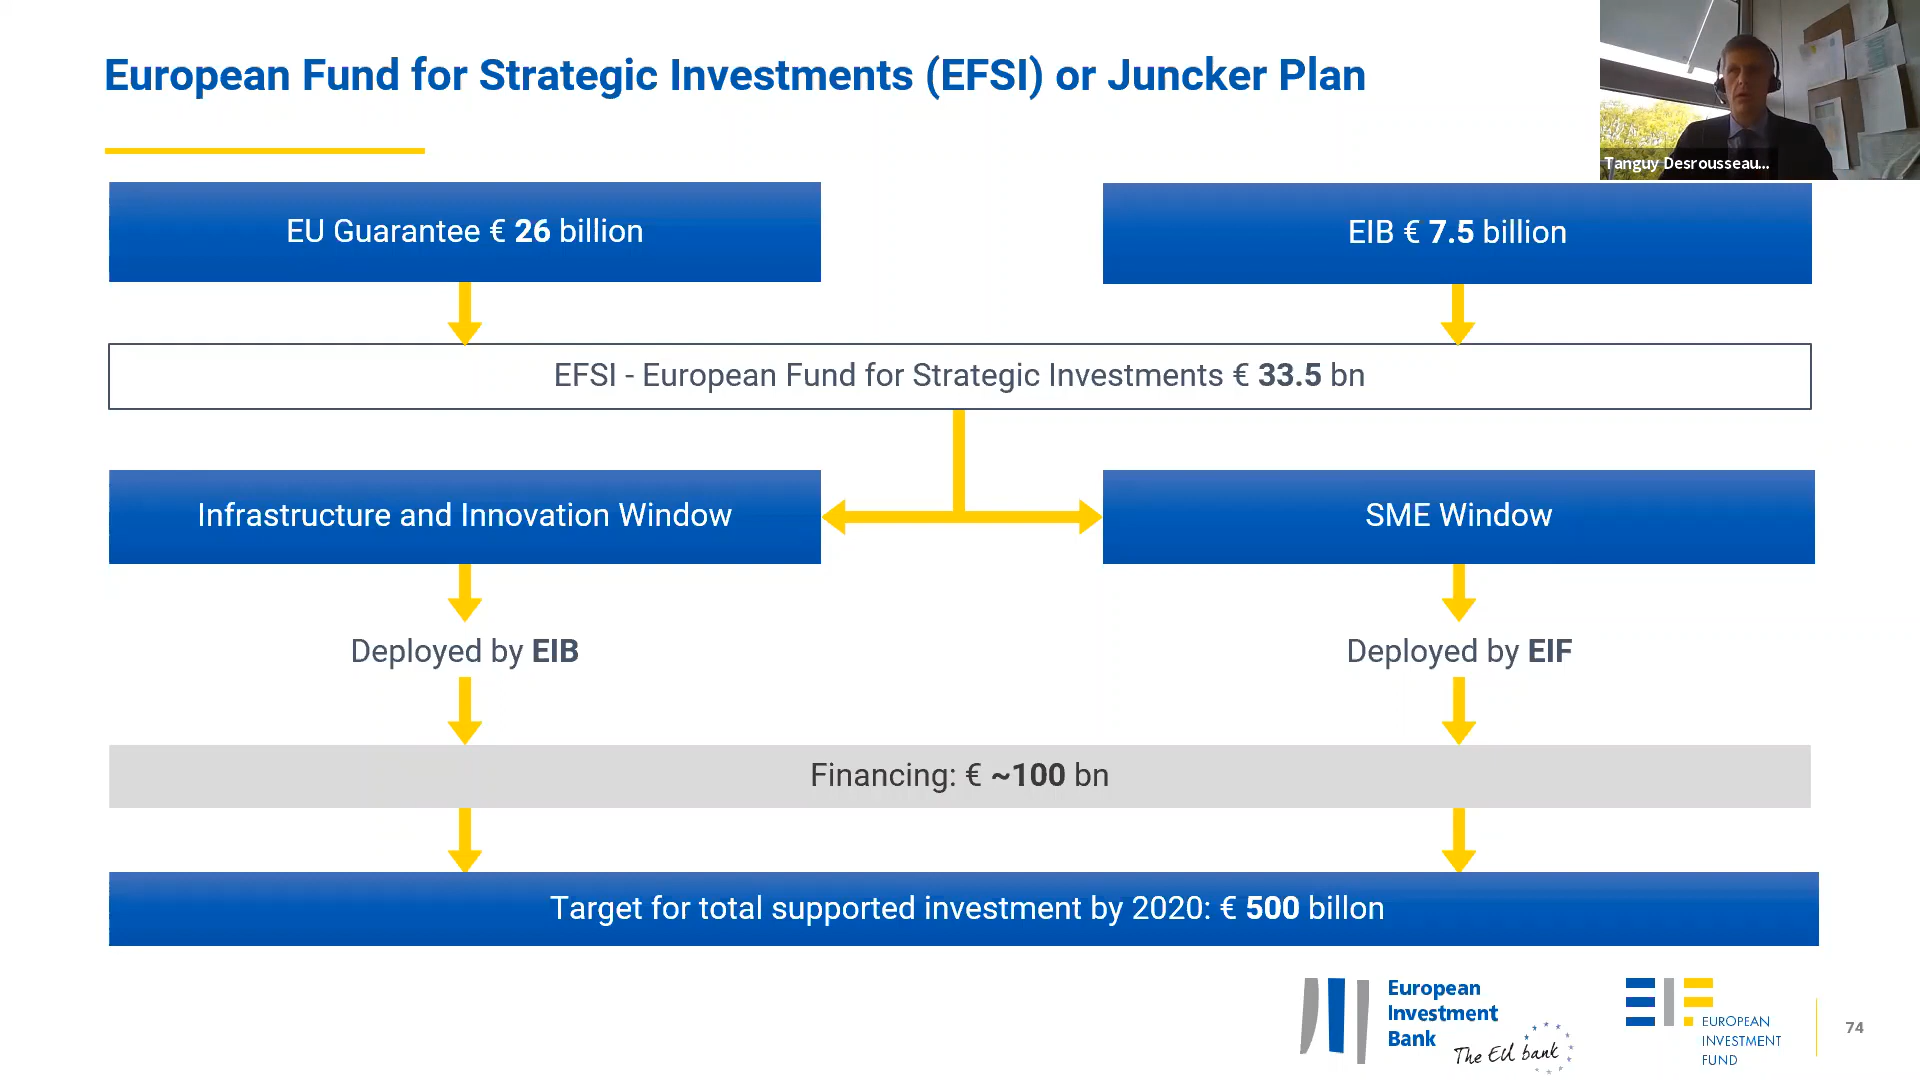 European Fund for Strategic Investments (EFSI) or Juncker Plan
Tanguy Desrousseau...
EU Guarantee € 26 billion
EIB € 7.5 billion
EFSI - European Fund for Strategic Investments € 33.5 bn
Infrastructure and Innovation Window
SME Window
Deployed by EIB
Deployed by EIF
Financing: € ~100 bn
Target for total supported investment by 2020: € 500 billon
European
Investment
Bank
The EU bank
EIF
EUROPEAN
INVESTMENT
FUND
74